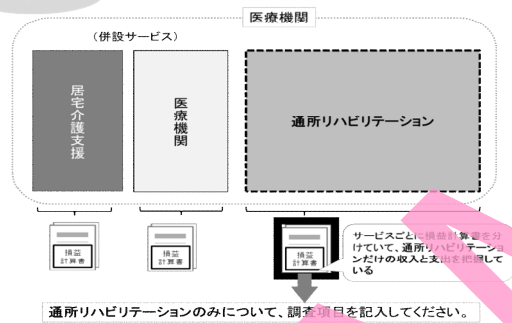 医療機関
(併設サービス)
居宅介護支援
医療機関
通所リハビリテーション
損益
計算書
損益
計算書
損益
計算書
サービスごとに損益計算書を分
けていて、通所リハビリテーショ
ンだけの収入と支出を把握して
いる
通所リハビリテーションのみについて、調査項目を記入してください。